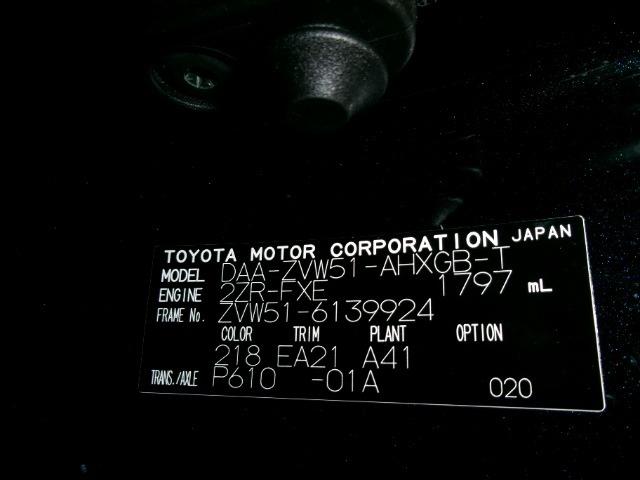 TOYOTA MOTOR CORPORATION JAPAN
MODEL DAA-ZVW51-AHXGB-T
ENGINE 2ZR-FXE 1797 mL
FRAME No. ZVW51-6139924
COLOR TRIM PLANT OPTION
218 EA21 A41
TRANS./AXLE P610 -01A 020